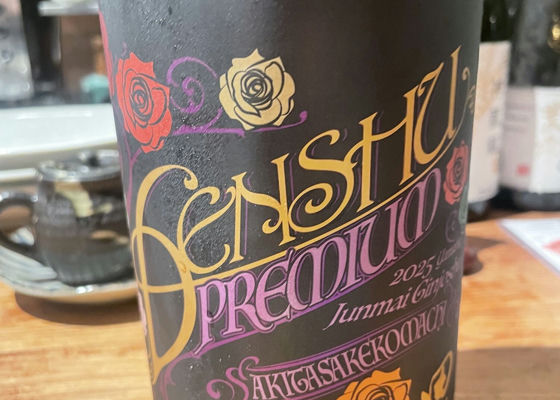 GENSHU
PREMIUM
2025
Junmai Ginjo
AKITASAKEKOMACHI